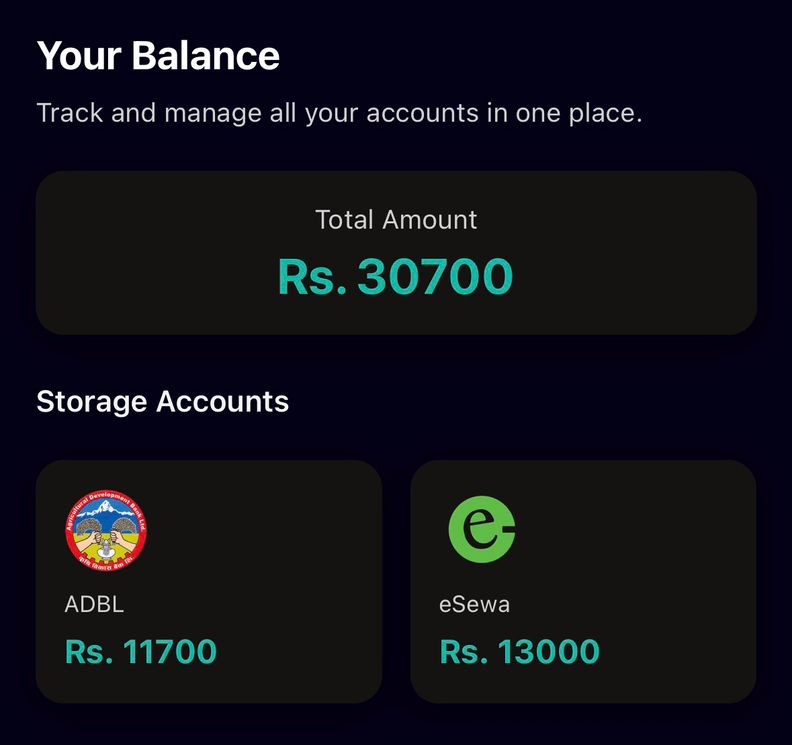 Your Balance
Track and manage all your accounts in one place.
Total Amount
Rs. 30700
Storage Accounts
Agricultural Development Bank Ltd.
कृषि विकास बैंक लि.
e
ADBL
eSewa
Rs. 11700
Rs. 13000